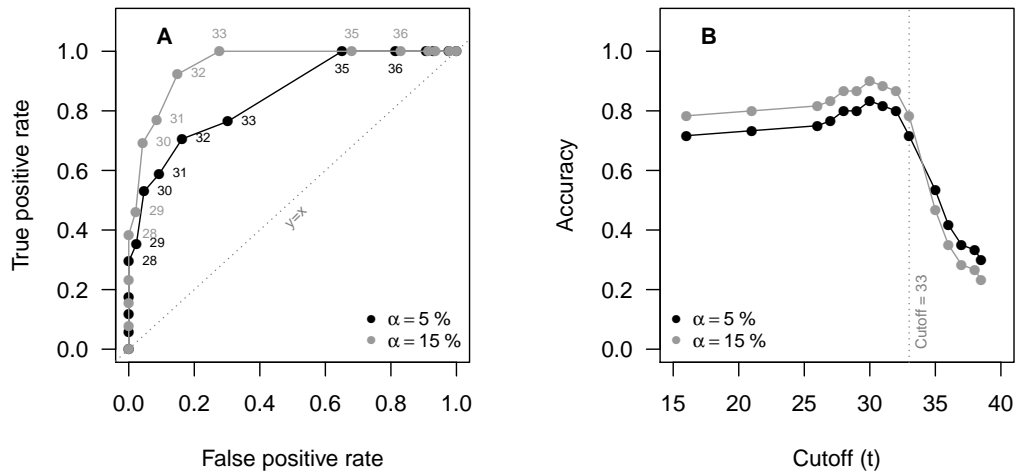 A
33
35
36
1.0
32
35
36
0.8
31
33
30
32
0.6
31
30
29
0.4
28
29
28
y=x
0.2
α = 5 %
α = 15 %
0.0
0.0 0.2 0.4 0.6 0.8 1.0
True positive rate
False positive rate
B
1.0
0.8
0.6
0.4
0.2
0.0
α = 5 %
α = 15 %
Cutoff = 33
15 20 25 30 35 40
Accuracy
Cutoff (t)